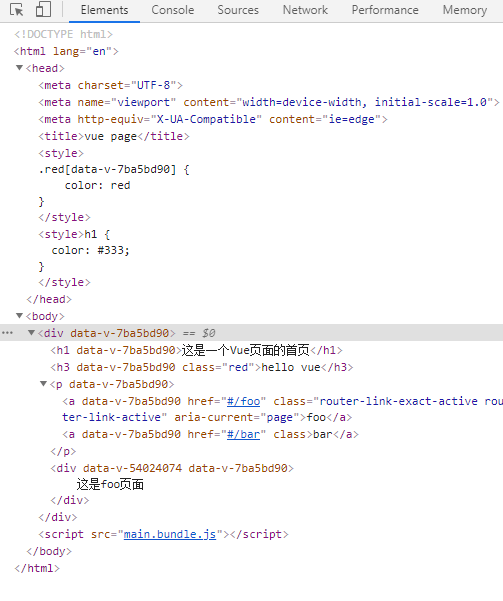 Elements Console Sources Network Performance Memory
<!DOCTYPE html>
<html lang="en">
<head>
<meta charset="UTF-8">
<meta name="viewport" content="width=device-width, initial-scale=1.0">
<meta http-equiv="X-UA-Compatible" content="ie=edge">
<title>vue page</title>
<style>
.red[data-v-7ba5bd90] {
color: red
}
</style>
<style>h1 {
color: #333;
}
</style>
</head>
<body>
<div data-v-7ba5bd90> == $0
<h1 data-v-7ba5bd90>这是一个Vue页面的首页</h1>
<h3 data-v-7ba5bd90 class="red">hello vue</h3>
<p data-v-7ba5bd90>
<a data-v-7ba5bd90 href="#/foo" class="router-link-exact-active rou
ter-link-active" aria-current="page">foo</a>
<a data-v-7ba5bd90 href="#/bar" class>bar</a>
</p>
<div data-v-54024074 data-v-7ba5bd90>
这是foo页面
</div>
</div>
<script src="main.bundle.js"></script>
</body>
</html>